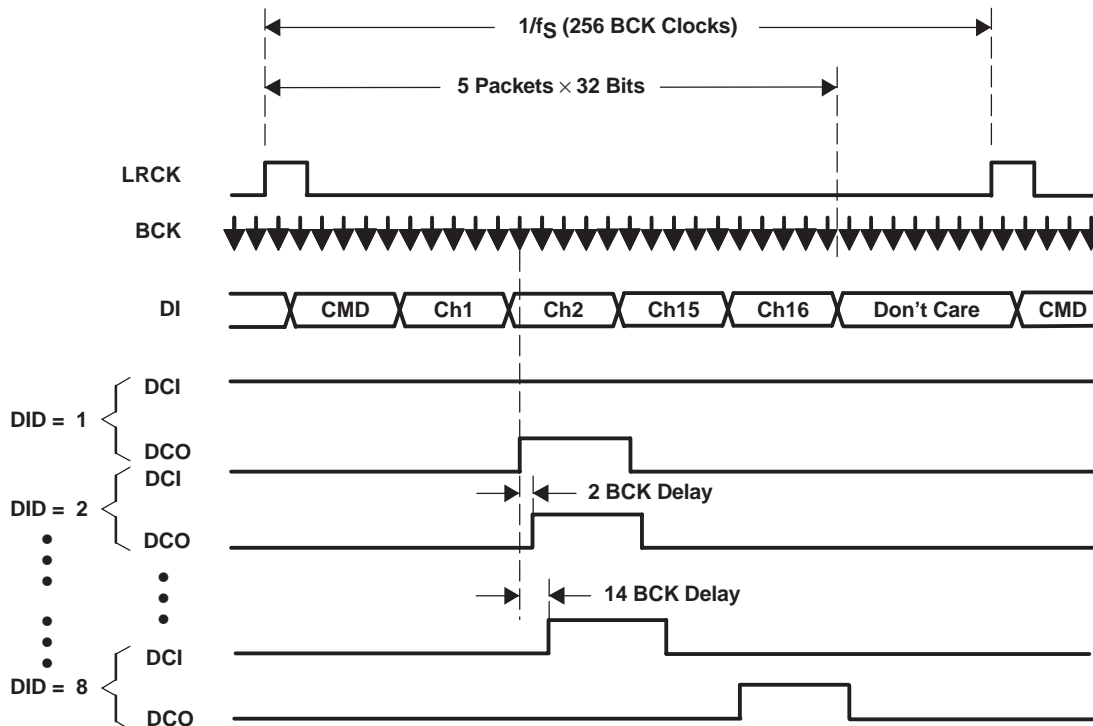 1/fS (256 BCK Clocks)
5 Packets × 32 Bits
LRCK
BCK
DI
CMD
Ch1
Ch2
Ch15
Ch16
Don't Care
CMD
DCI
DID = 1
DCO
DCI
DID = 2
2 BCK Delay
DCO
14 BCK Delay
DCI
DID = 8
DCO